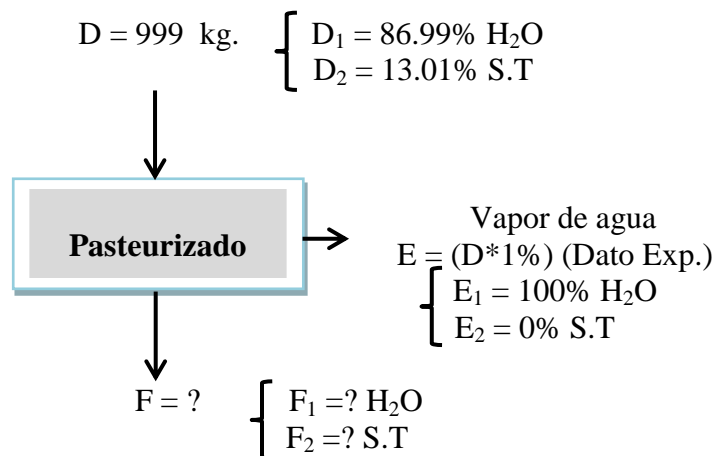 D = 999 kg.
D₁ = 86.99% H₂O
D₂ = 13.01% S.T
Pasteurizado
Vapor de agua
E = (D*1%) (Dato Exp.)
E₁ = 100% H₂O
E₂ = 0% S.T
F = ?
F₁ =? H₂O
F₂ =? S.T